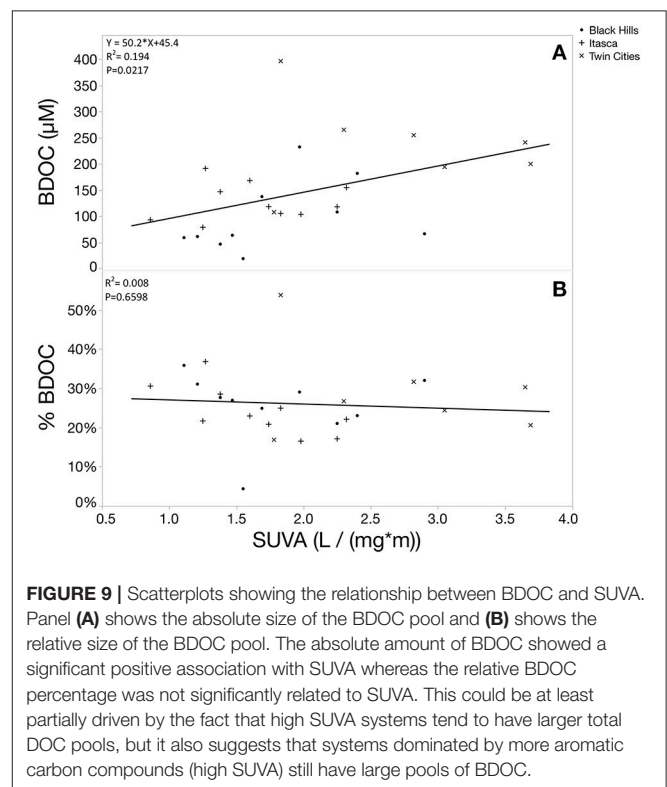 Y = 50.2*X+45.4
R²= 0.194
P=0.0217
A
• Black Hills
+ Itasca
× Twin Cities
BDOC (µM)
400
350
300
250
200
150
100
50
0
R²= 0.008
P=0.6598
B
% BDOC
50%
40%
30%
20%
10%
0%
0.5 1.0 1.5 2.0 2.5 3.0 3.5 4.0
SUVA (L / (mg*m))
FIGURE 9 | Scatterplots showing the relationship between BDOC and SUVA.
Panel (A) shows the absolute size of the BDOC pool and (B) shows the
relative size of the BDOC pool. The absolute amount of BDOC showed a
significant positive association with SUVA whereas the relative BDOC
percentage was not significantly related to SUVA. This could be at least
partially driven by the fact that high SUVA systems tend to have larger total
DOC pools, but it also suggests that systems dominated by more aromatic
carbon compounds (high SUVA) still have large pools of BDOC.